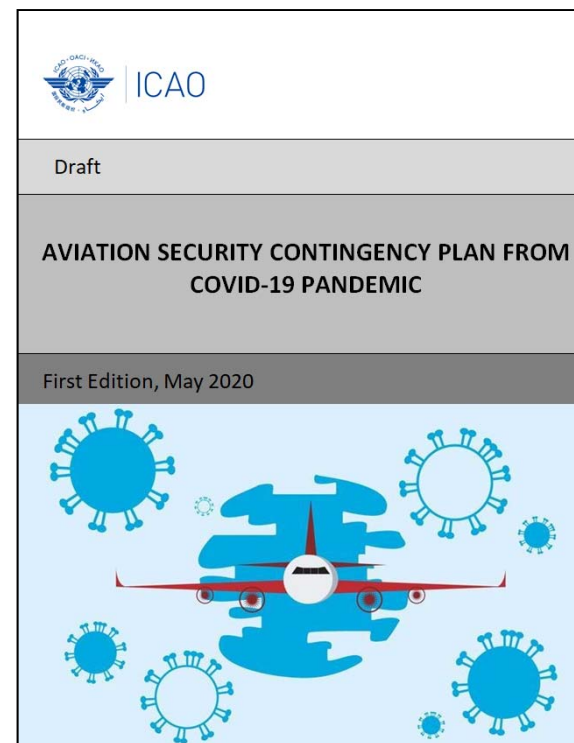 ICAO
Draft
AVIATION SECURITY CONTINGENCY PLAN FROM
COVID-19 PANDEMIC
First Edition, May 2020